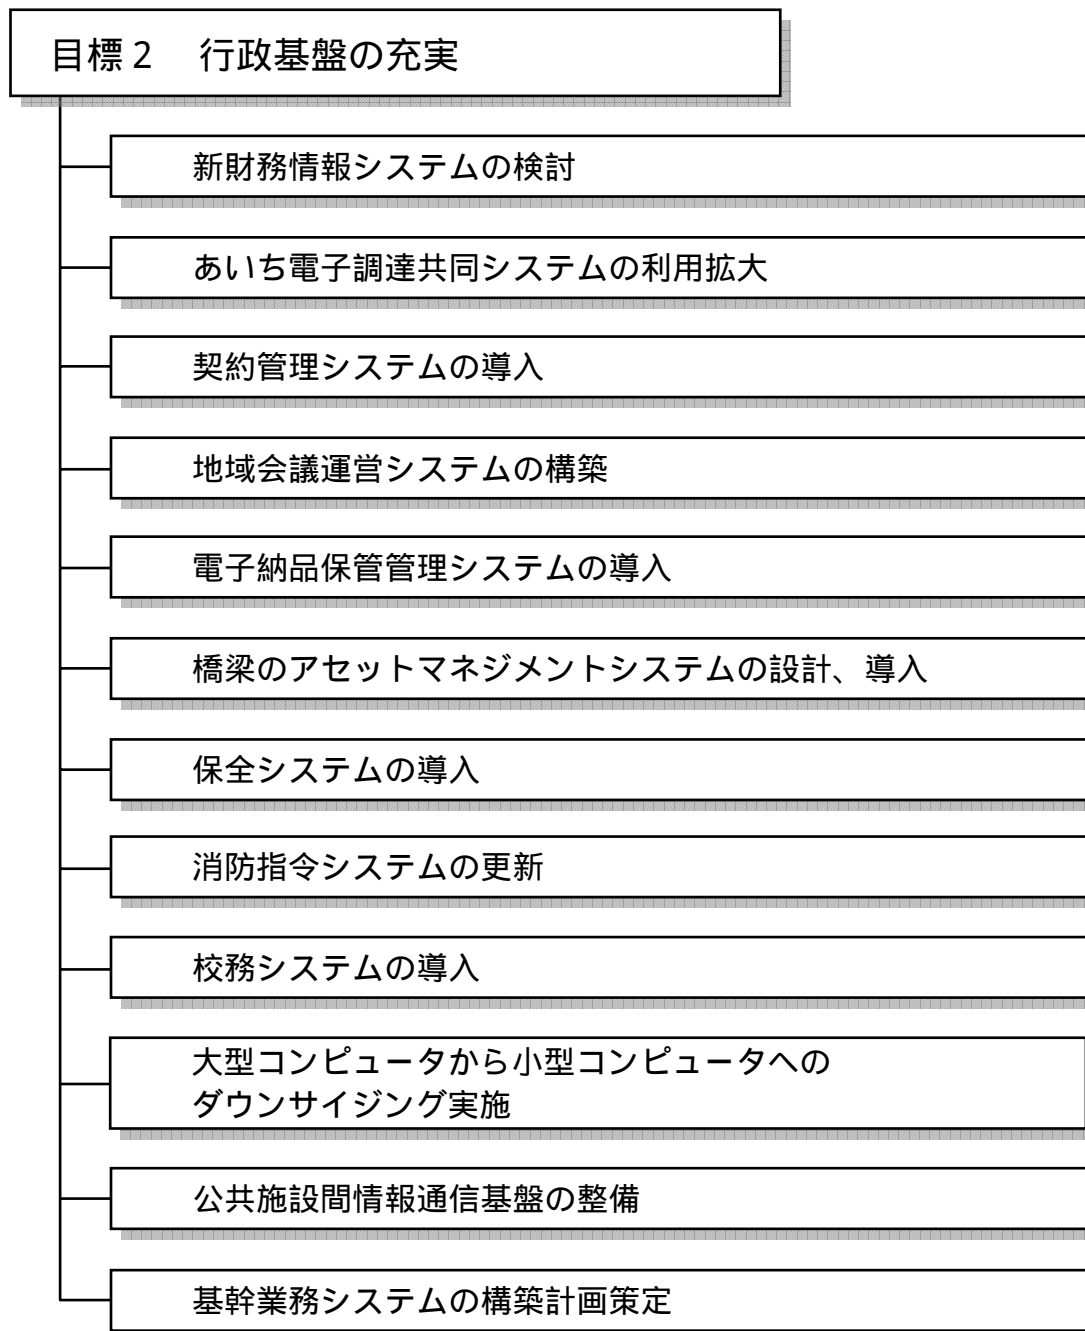 目標２　行政基盤の充実
新財務情報システムの検討
あいち電子調達共同システムの利用拡大
契約管理システムの導入
地域会議運営システムの構築
電子納品保管管理システムの導入
橋梁のアセットマネジメントシステムの設計、導入
保全システムの導入
消防指令システムの更新
校務システムの導入
大型コンピュータから小型コンピュータへの
ダウンサイジング実施
公共施設間情報通信基盤の整備
基幹業務システムの構築計画策定